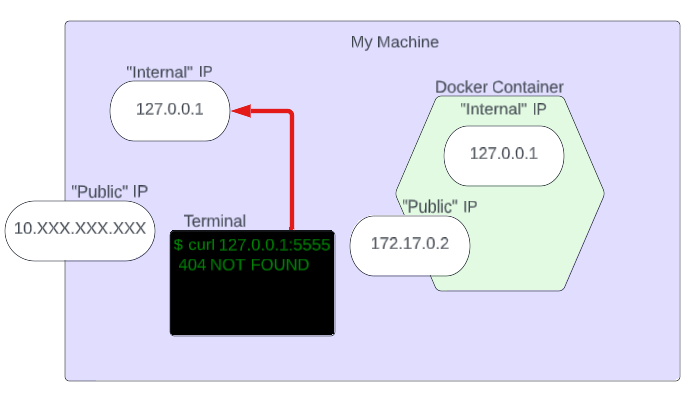 My Machine
"Internal" IP
127.0.0.1
Docker Container
"Internal" IP
127.0.0.1
"Public" IP
10.XXX.XXX.XXX
"Public" IP
172.17.0.2
Terminal
$ curl 127.0.0.1:5555
404 NOT FOUND